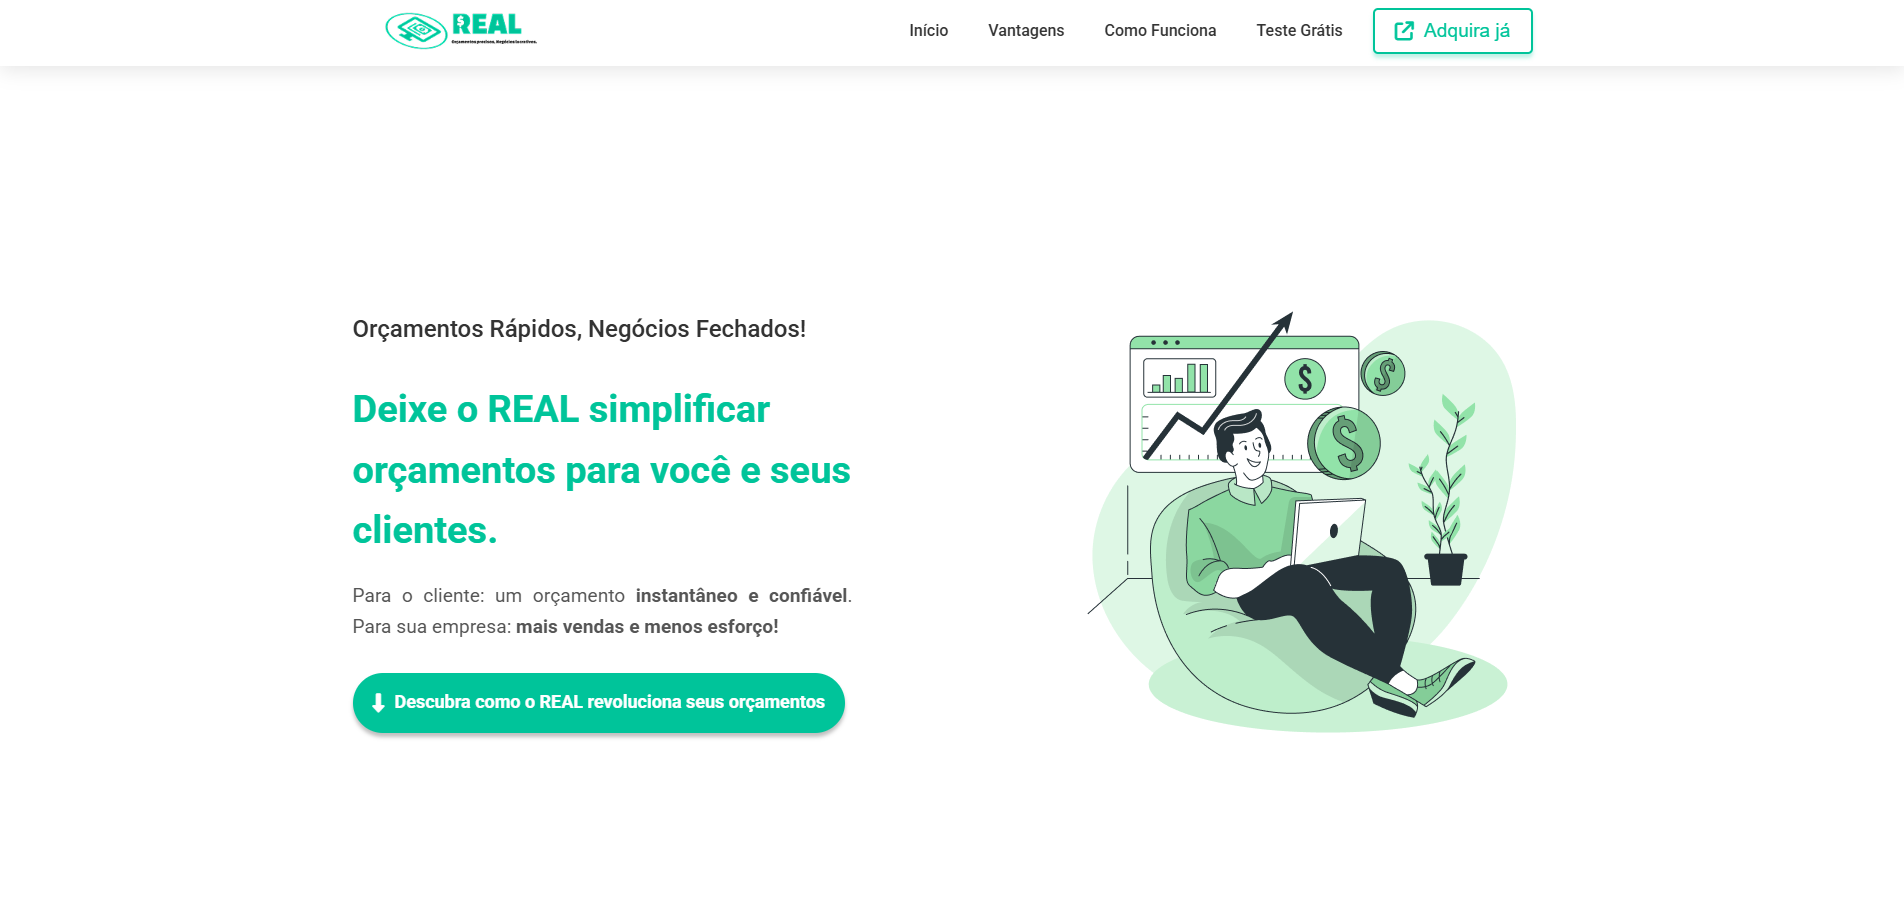 REAL
Orçamentos precisos, Negócios lucrativos.
Início
Vantagens
Como Funciona
Teste Grátis
Adquira já
Orçamentos Rápidos, Negócios Fechados!
Deixe o REAL simplificar
orçamentos para você e seus
clientes.
Para o cliente: um orçamento instantâneo e confiável.
Para sua empresa: mais vendas e menos esforço!
Descubra como o REAL revoluciona seus orçamentos
$
$
$